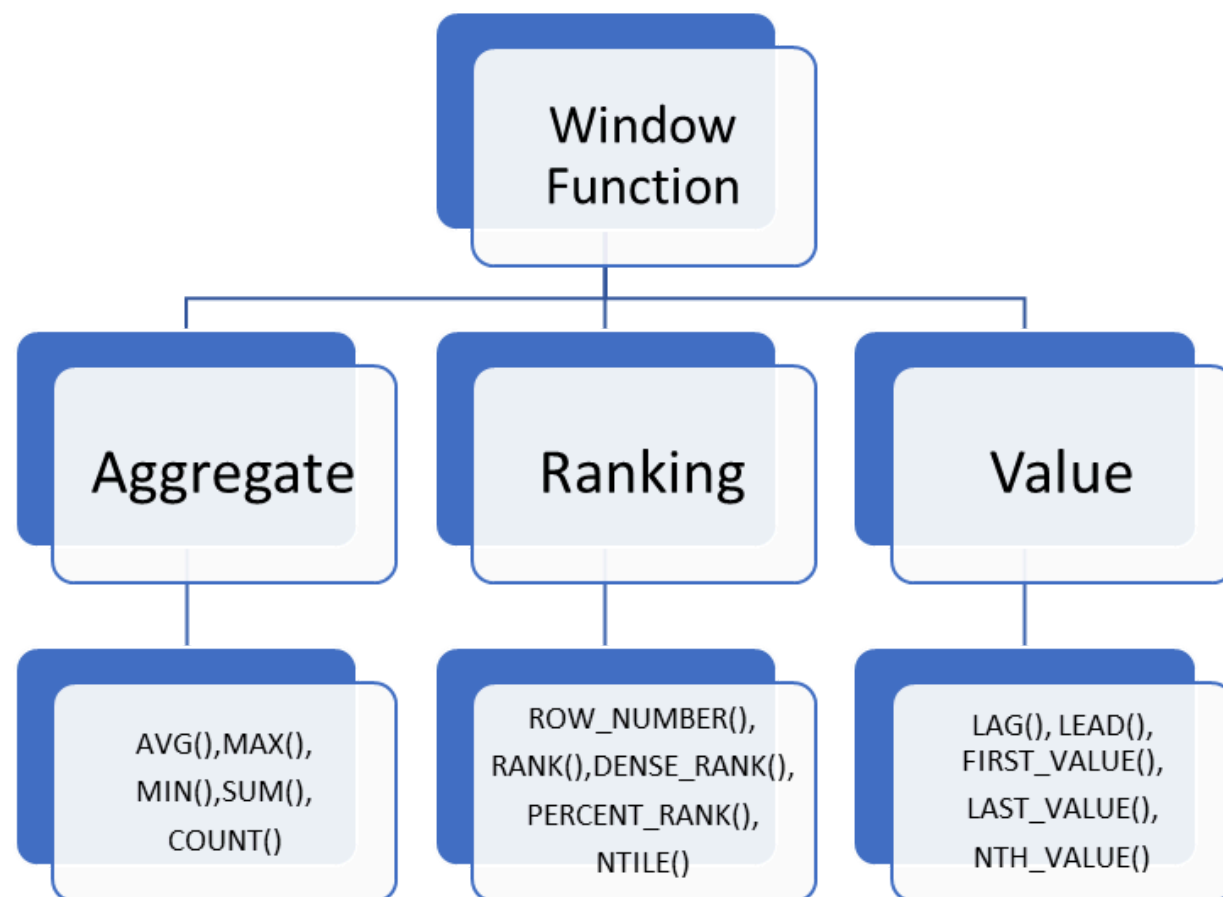 Window
Function
Aggregate
Ranking
Value
AVG(),MAX(),
MIN(),SUM(),
COUNT()
ROW_NUMBER(),
RANK(),DENSE_RANK(),
PERCENT_RANK(),
NTILE()
LAG(), LEAD(),
FIRST_VALUE(),
LAST_VALUE(),
NTH_VALUE()